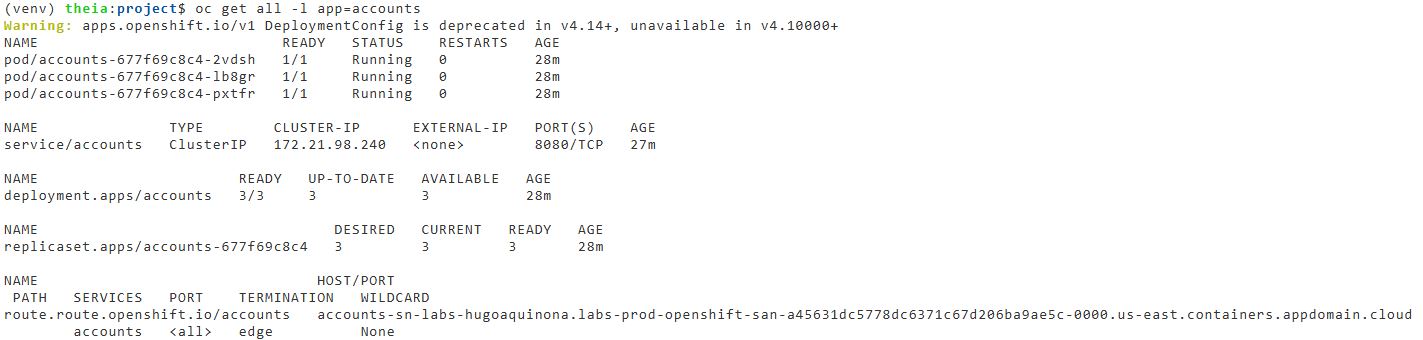 (venv) theia:project$ oc get all -l app=accounts
Warning: apps.openshift.io/v1 DeploymentConfig is deprecated in v4.14+, unavailable in v4.10000+
NAME                            READY   STATUS    RESTARTS   AGE
pod/accounts-677f69c8c4-2vdsh   1/1     Running   0          28m
pod/accounts-677f69c8c4-lb8gr   1/1     Running   0          28m
pod/accounts-677f69c8c4-pxtfr   1/1     Running   0          28m

NAME               TYPE        CLUSTER-IP      EXTERNAL-IP   PORT(S)    AGE
service/accounts   ClusterIP   172.21.98.240   <none>        8080/TCP   27m

NAME                       READY   UP-TO-DATE   AVAILABLE   AGE
deployment.apps/accounts   3/3     3            3           28m

NAME                                  DESIRED   CURRENT   READY   AGE
replicaset.apps/accounts-677f69c8c4   3         3         3       28m

NAME                                HOST/PORT
 PATH   SERVICES   PORT    TERMINATION   WILDCARD
route.route.openshift.io/accounts   accounts-sn-labs-hugoaquinona.labs-prod-openshift-san-a45631dc5778dc6371c67d206ba9ae5c-0000.us-east.containers.appdomain.cloud
        accounts   <all>   edge          None